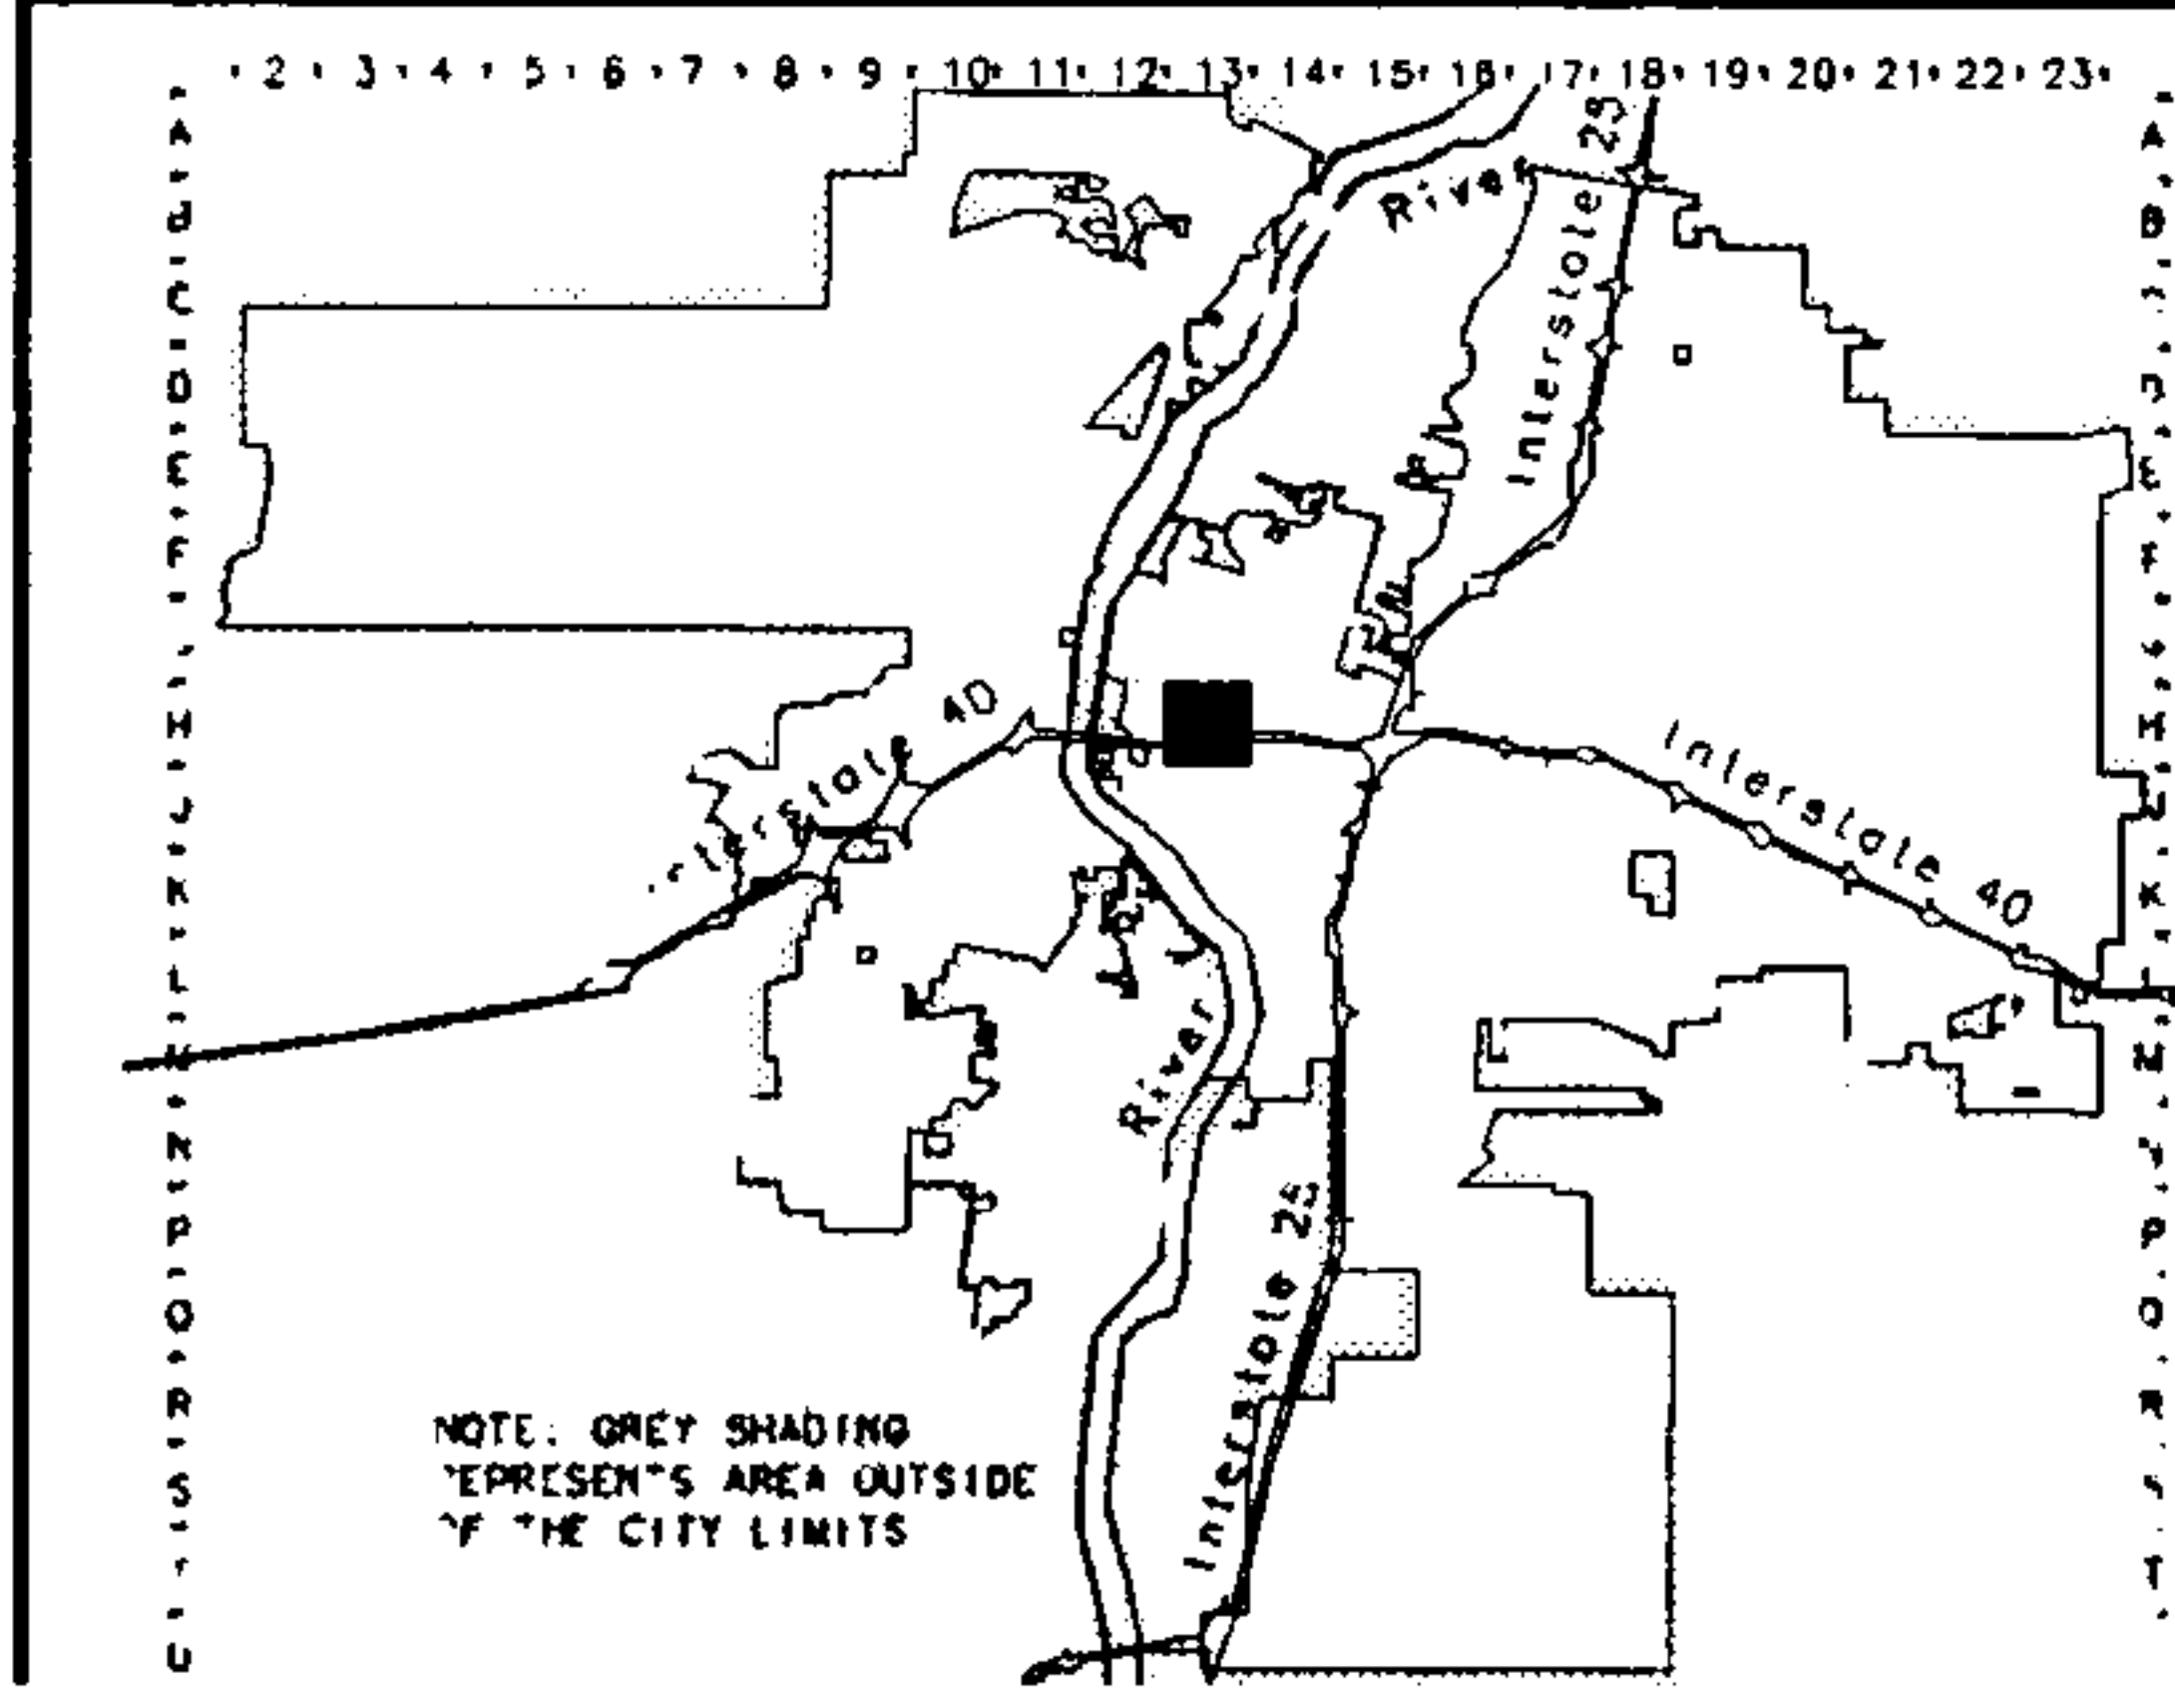 2 3 4 5 6 7 8 9 10 11 12 13 14 15 16 17 18 19 20 21 22 23
A
C
D
E
F
H
J
K
L
M
N
P
Q
R
S
T
U
River
Interstate 25
Interstate 40
Interstate 40
River
Interstate 25
A
B
D
E
F
G
H
J
K
L
N
P
Q
R
T
NOTE: GREY SHADING
REPRESENTS AREA OUTSIDE
OF THE CITY LIMITS